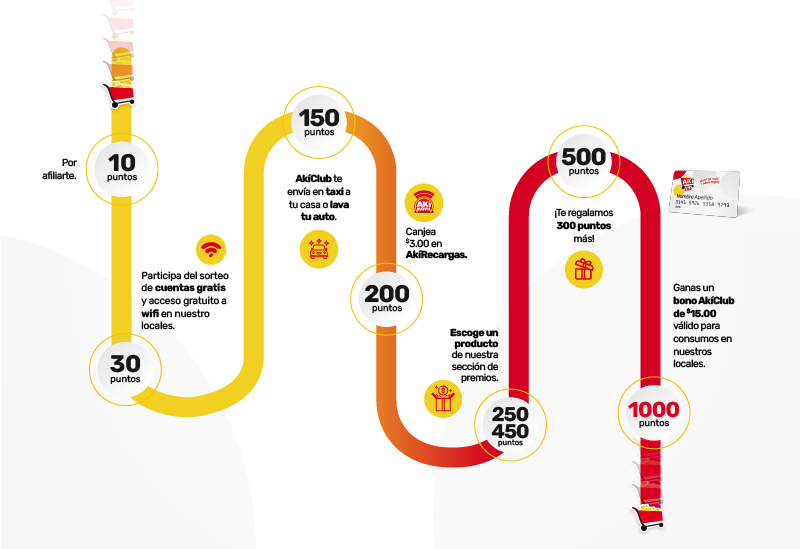 Por
afiliarte.
10
puntos
Participa del sorteo
de cuentas gratis
y acceso gratuito a
wifi en nuestro
locales.
30
puntos
150
puntos
AkíClub te
envía en taxi a
tu casa o lava
tu auto.
AKÍ
MÓVIL
Canjea
$3.00 en
AkíRecargas.
200
puntos
Escoge un
producto
de nuestra
sección de
premios.
250
450
puntos
500
puntos
¡Te regalamos
300 puntos
más!
AKÍ
Nombre Apellido
Ganas un
bono AkíClub
de $15.00
válido para
consumos en
nuestros
locales.
1000
puntos